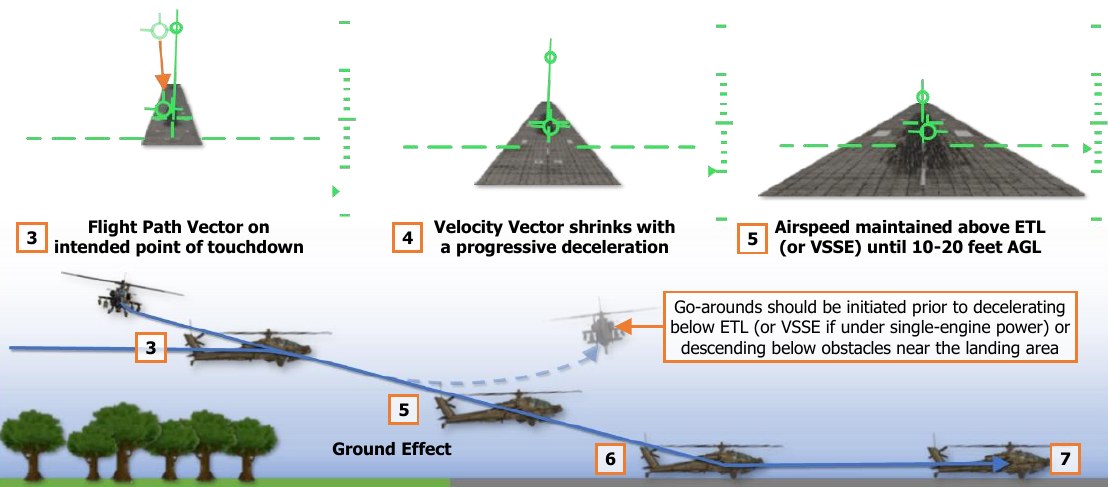 3
Flight Path Vector on
intended point of touchdown
4
Velocity Vector shrinks with
a progressive deceleration
5
Airspeed maintained above ETL
(or VSSE) until 10-20 feet AGL
Go-arounds should be initiated prior to decelerating
below ETL (or VSSE if under single-engine power) or
descending below obstacles near the landing area
3
5
Ground Effect
6
7